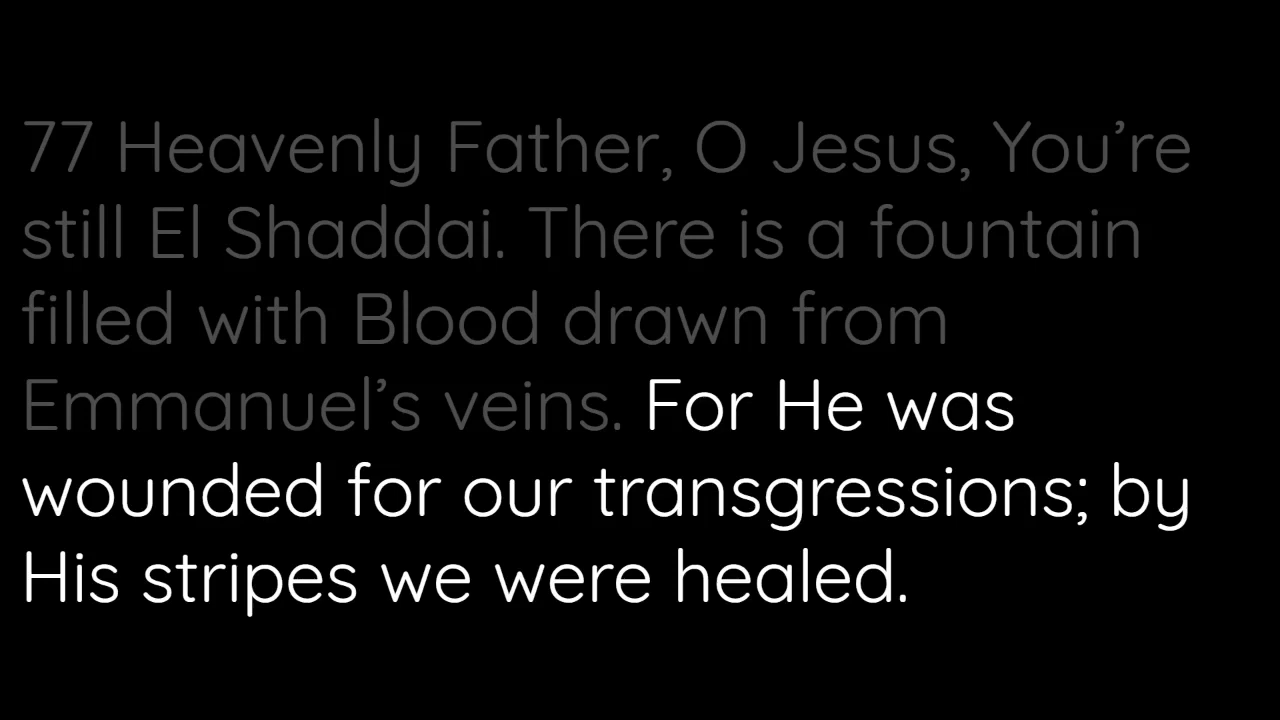 77 Heavenly Father, O Jesus, You’re
still El Shaddai. There is a fountain
filled with Blood drawn from
Emmanuel’s veins. For He was
wounded for our transgressions; by
His stripes we were healed.